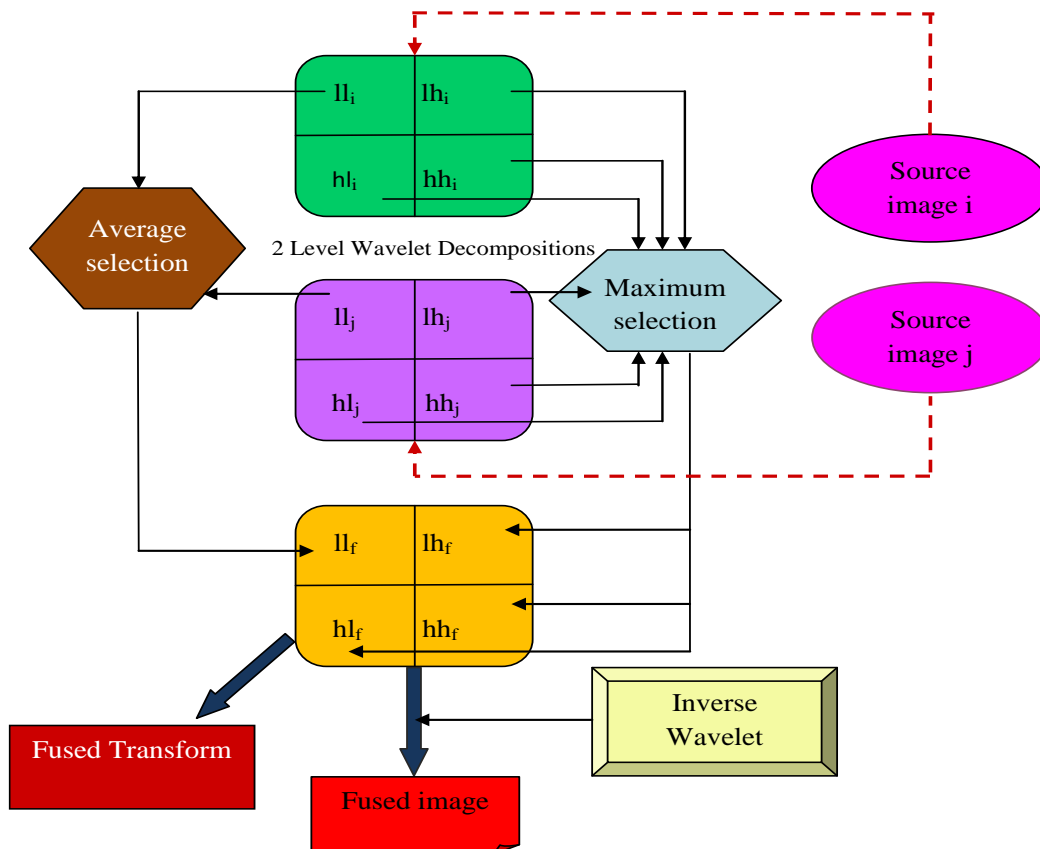 ll_i lh_i
hl_i hh_i
Source
image i
Average
selection
2 Level Wavelet Decompositions
Maximum
selection
ll_j lh_j
hl_j hh_j
Source
image j
ll_f lh_f
hl_f hh_f
Inverse
Wavelet
Fused Transform
Fused image